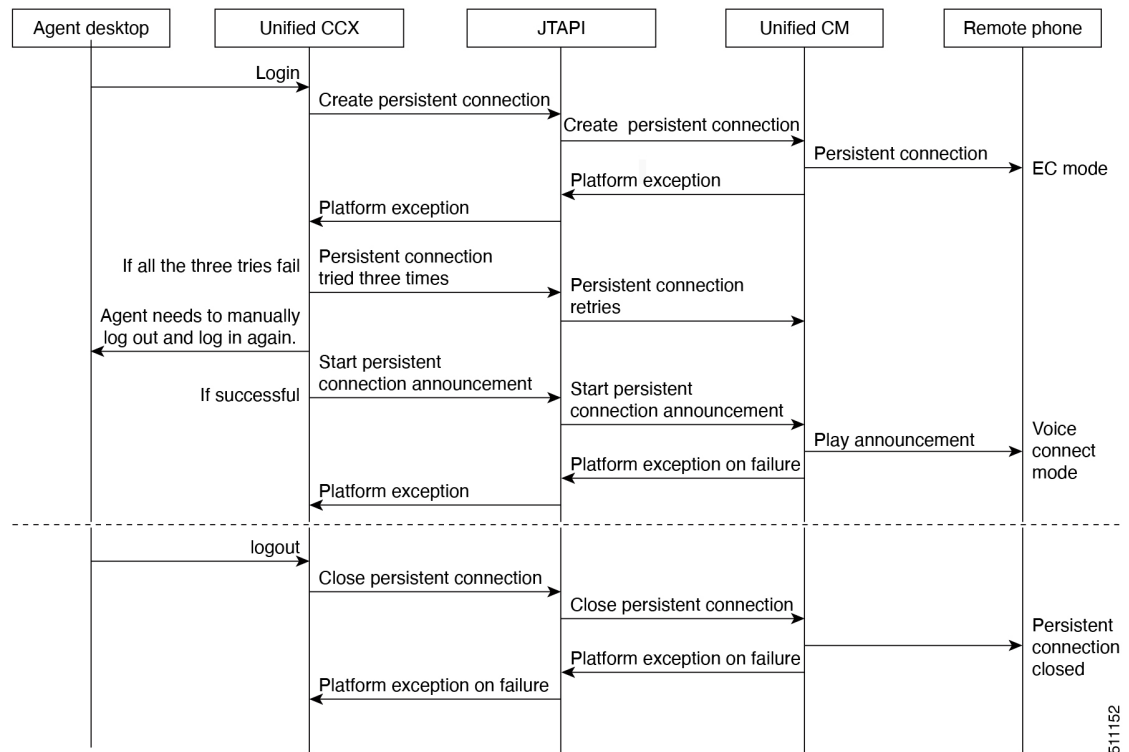 Agent desktop
Unified CCX
JTAPI
Unified CM
Remote phone
Login
Create persistent connection
Create persistent connection
Persistent connection
EC mode
Platform exception
Platform exception
If all the three tries fail
Persistent connection
tried three times
Persistent connection
retries
Agent needs to manually
log out and log in again.
Start persistent
connection announcement
If successful
Start persistent
connection announcement
Play announcement
Voice
connect
mode
Platform exception on failure
Platform exception
logout
Close persistent connection
Close persistent connection
Persistent
connection
closed
Platform exception on failure
Platform exception on failure
511152